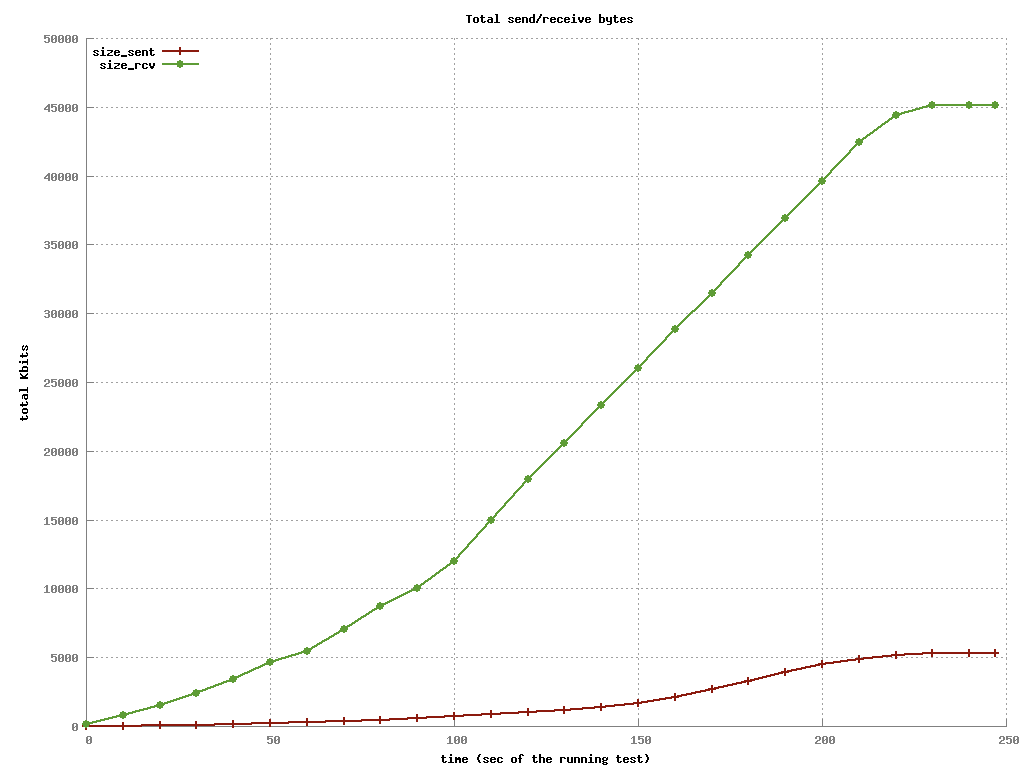 Total send/receive bytes
50000
size_sent
size_rcv
45000
40000
35000
30000
total Kbits
25000
20000
15000
10000
5000
0
0 50 100 150 200 250
time (sec of the running test)